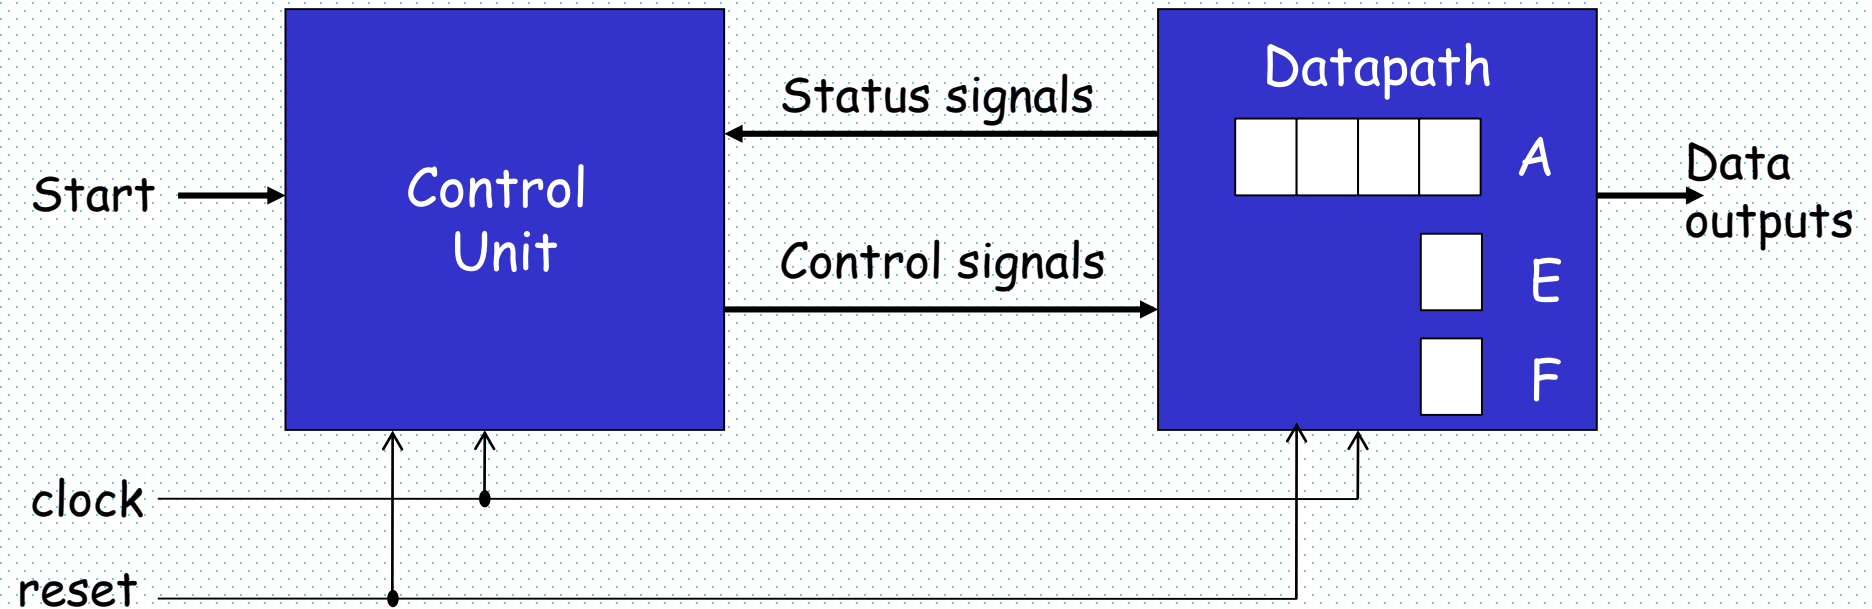 Datapath
Status signals
A
Data
outputs
Start
Control
Unit
Control signals
E
F
clock
reset